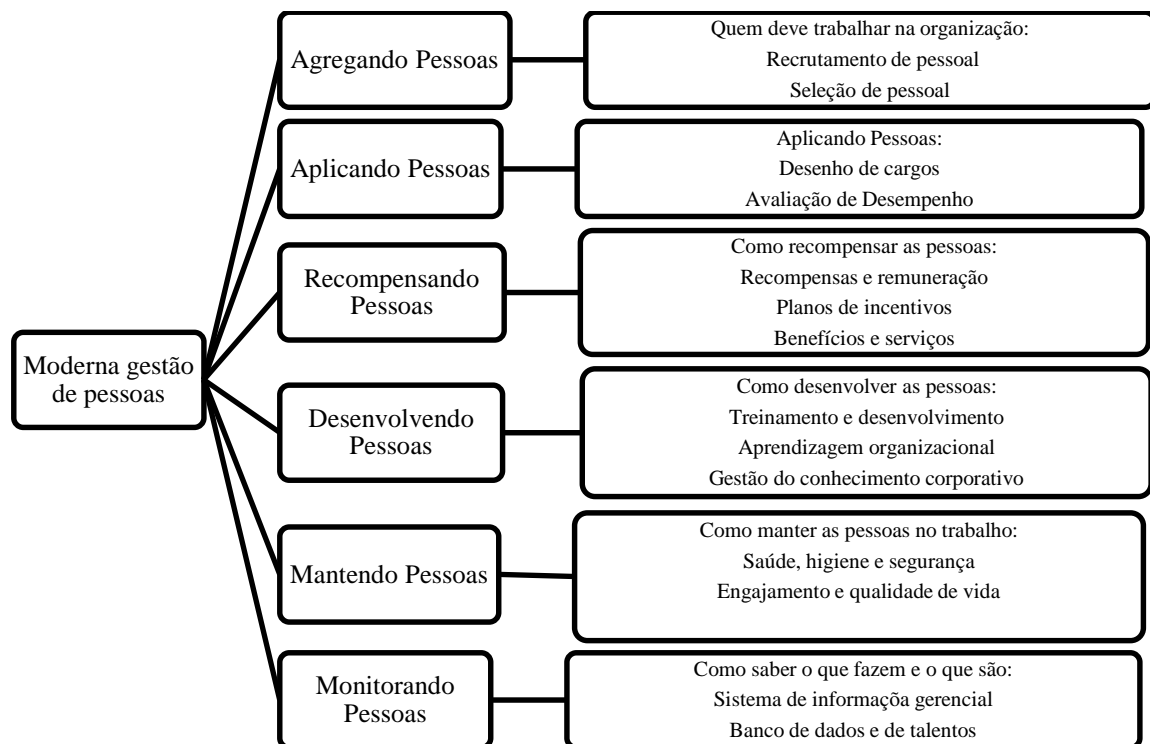 Moderna gestão
de pessoas
Agregando Pessoas
Quem deve trabalhar na organização:
Recrutamento de pessoal
Seleção de pessoal
Aplicando Pessoas
Aplicando Pessoas:
Desenho de cargos
Avaliação de Desempenho
Recompensando
Pessoas
Como recompensar as pessoas:
Recompensas e remuneração
Planos de incentivos
Benefícios e serviços
Desenvolvendo
Pessoas
Como desenvolver as pessoas:
Treinamento e desenvolvimento
Aprendizagem organizacional
Gestão do conhecimento corporativo
Mantendo Pessoas
Como manter as pessoas no trabalho:
Saúde, higiene e segurança
Engajamento e qualidade de vida
Monitorando
Pessoas
Como saber o que fazem e o que são:
Sistema de informaçõa gerencial
Banco de dados e de talentos